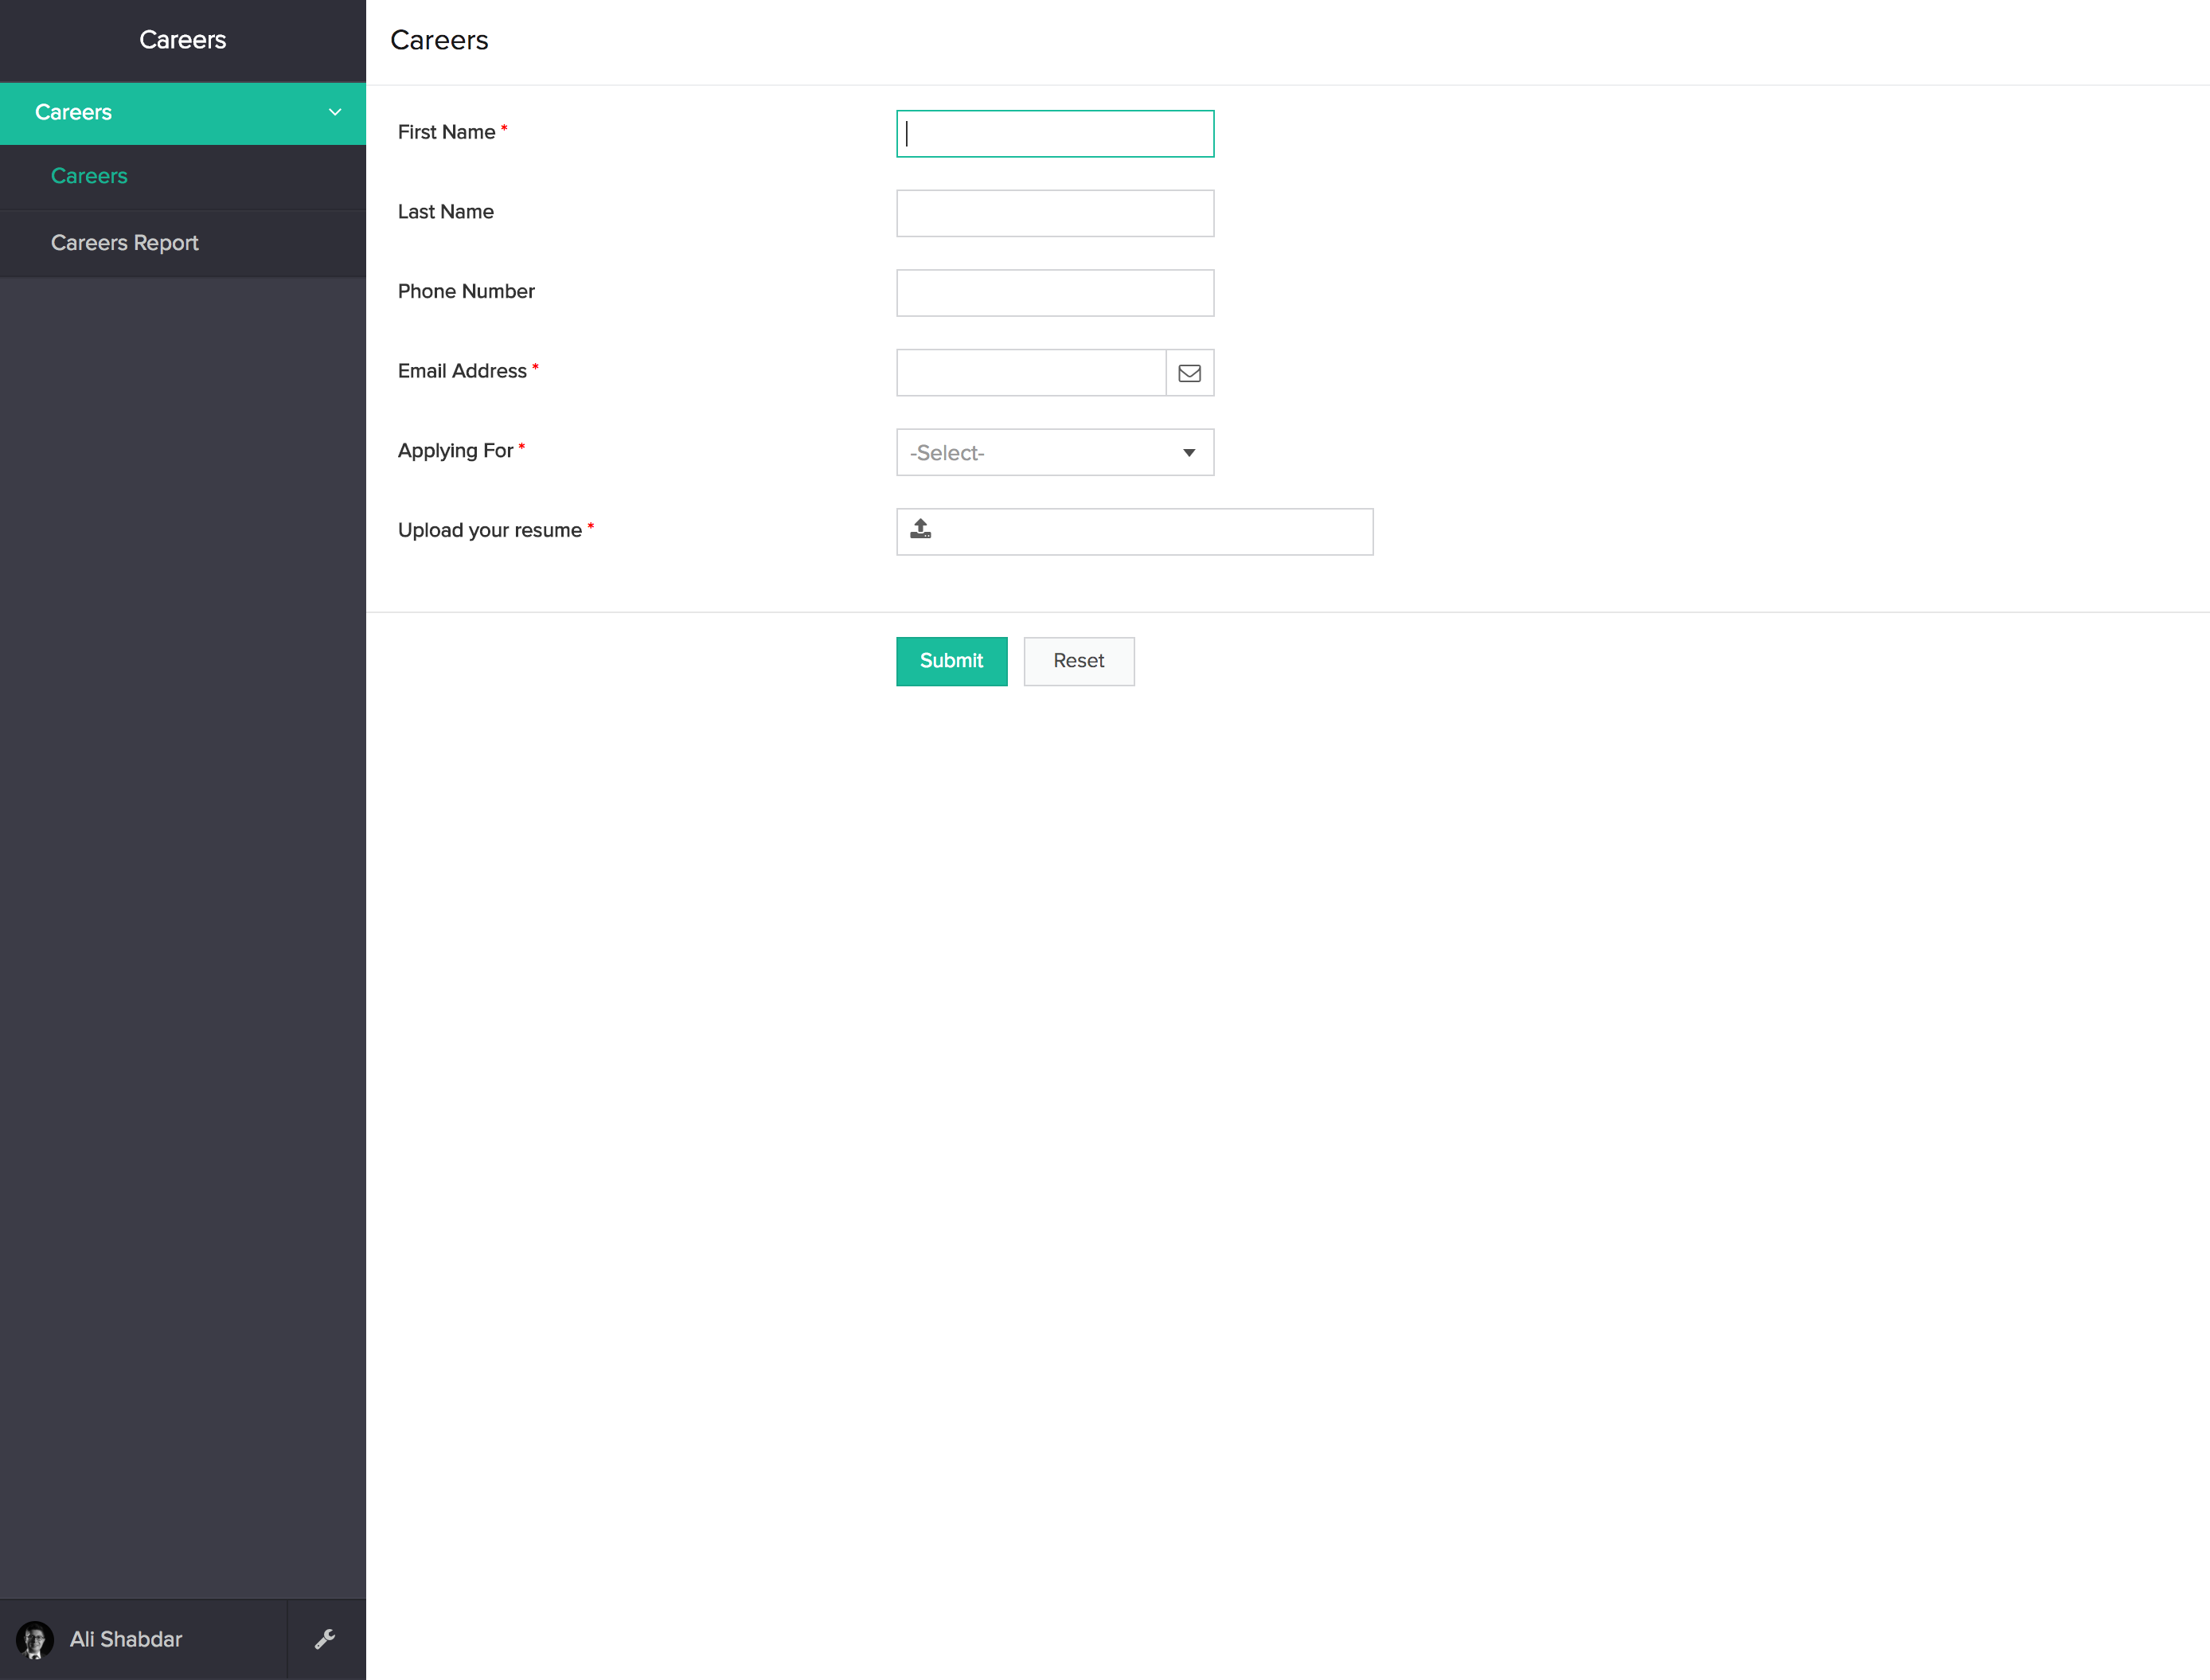 Careers
Careers
Careers
Careers Report
Ali Shabdar
Careers
First Name *
Last Name
Phone Number
Email Address *
Applying For *
-Select-
Upload your resume *
Submit
Reset